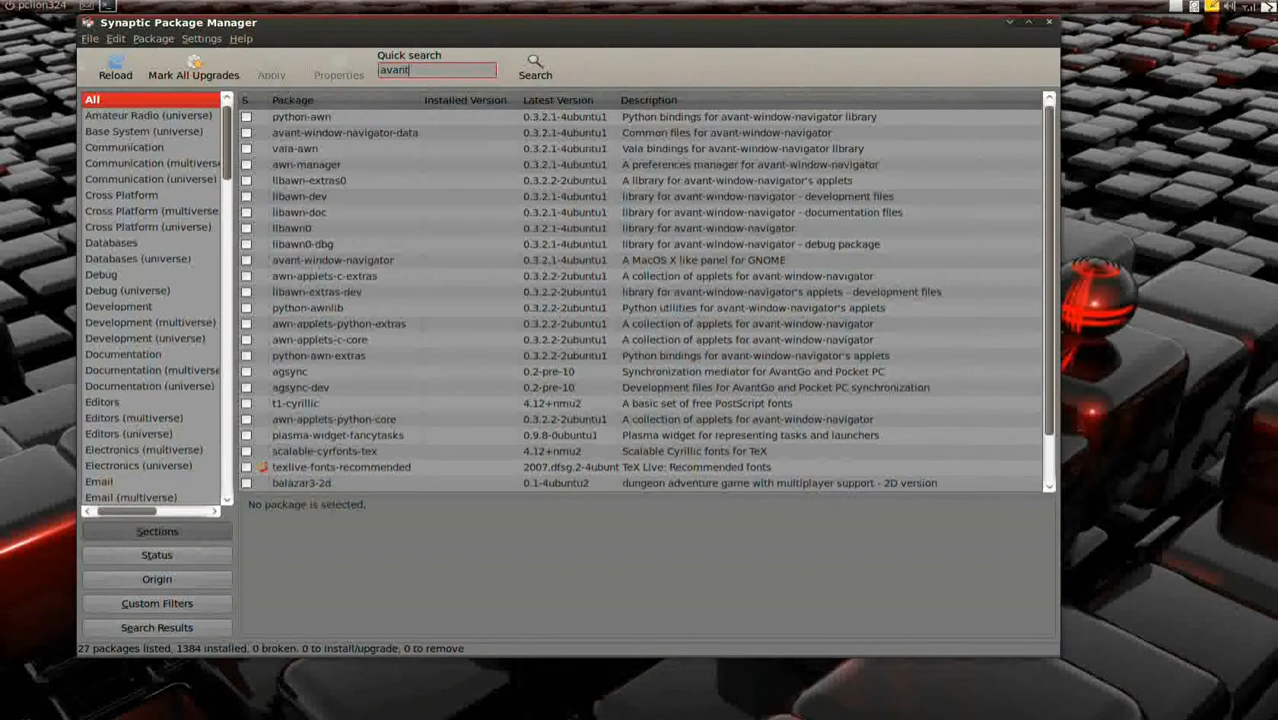 pclion324
Synaptic Package Manager
File Edit Package Settings Help
Reload Mark All Upgrades Apply Properties Quick search Search
avant
All
Amateur Radio (universe)
Base System (universe)
Communication
Communication (multiverse
Communication (universe)
Cross Platform
Cross Platform (multiverse
Cross Platform (universe)
Databases
Databases (universe)
Debug
Debug (universe)
Development
Development (multiverse)
Development (universe)
Documentation
Documentation (multiverse
Documentation (universe)
Editors
Editors (multiverse)
Editors (universe)
Electronics (multiverse)
Electronics (universe)
Email
Email (multiverse)
Sections
Status
Origin
Custom Filters
Search Results
S Package Installed Version Latest Version Description
python-awn 0.3.2.1-4ubuntu1 Python bindings for avant-window-navigator library
avant-window-navigator-data 0.3.2.1-4ubuntu1 Common files for avant-window-navigator
vala-awn 0.3.2.1-4ubuntu1 Vala bindings for avant-window-navigator library
awn-manager 0.3.2.1-4ubuntu1 A preferences manager for avant-window-navigator
libawn-extras0 0.3.2.2-2ubuntu1 A library for avant-window-navigator's applets
libawn-dev 0.3.2.1-4ubuntu1 library for avant-window-navigator - development files
libawn-doc 0.3.2.1-4ubuntu1 library for avant-window-navigator - documentation files
libawn0 0.3.2.1-4ubuntu1 library for avant-window-navigator
libawn0-dbg 0.3.2.1-4ubuntu1 library for avant-window-navigator - debug package
avant-window-navigator 0.3.2.1-4ubuntu1 A MacOS X like panel for GNOME
awn-applets-c-extras 0.3.2.2-2ubuntu1 A collection of applets for avant-window-navigator
libawn-extras-dev 0.3.2.2-2ubuntu1 library for avant-window-navigator's applets - development files
python-awnlib 0.3.2.2-2ubuntu1 Python utilities for avant-window-navigator's applets
awn-applets-python-extras 0.3.2.2-2ubuntu1 A collection of applets for avant-window-navigator
awn-applets-c-core 0.3.2.2-2ubuntu1 A collection of applets for avant-window-navigator
python-awn-extras 0.3.2.2-2ubuntu1 Python bindings for avant-window-navigator's applets
agsync 0.2-pre-10 Synchronization mediator for AvantGo and Pocket PC
agsync-dev 0.2-pre-10 Development files for AvantGo and Pocket PC synchronization
t1-cyrillic 4.12+nmu2 A basic set of free PostScript fonts
awn-applets-python-core 0.3.2.2-2ubuntu1 A collection of applets for avant-window-navigator
plasma-widget-fancytasks 0.9.8-0ubuntu1 Plasma widget for representing tasks and launchers
scalable-cyrfonts-tex 4.12+nmu2 Scalable Cyrillic fonts for TeX
texlive-fonts-recommended 2007.dfsg.2-4ubunt TeX Live: Recommended fonts
balazar3-2d 0.1-4ubuntu2 dungeon adventure game with multiplayer support - 2D version
No package is selected.
27 packages listed, 1384 installed, 0 broken. 0 to install/upgrade, 0 to remove